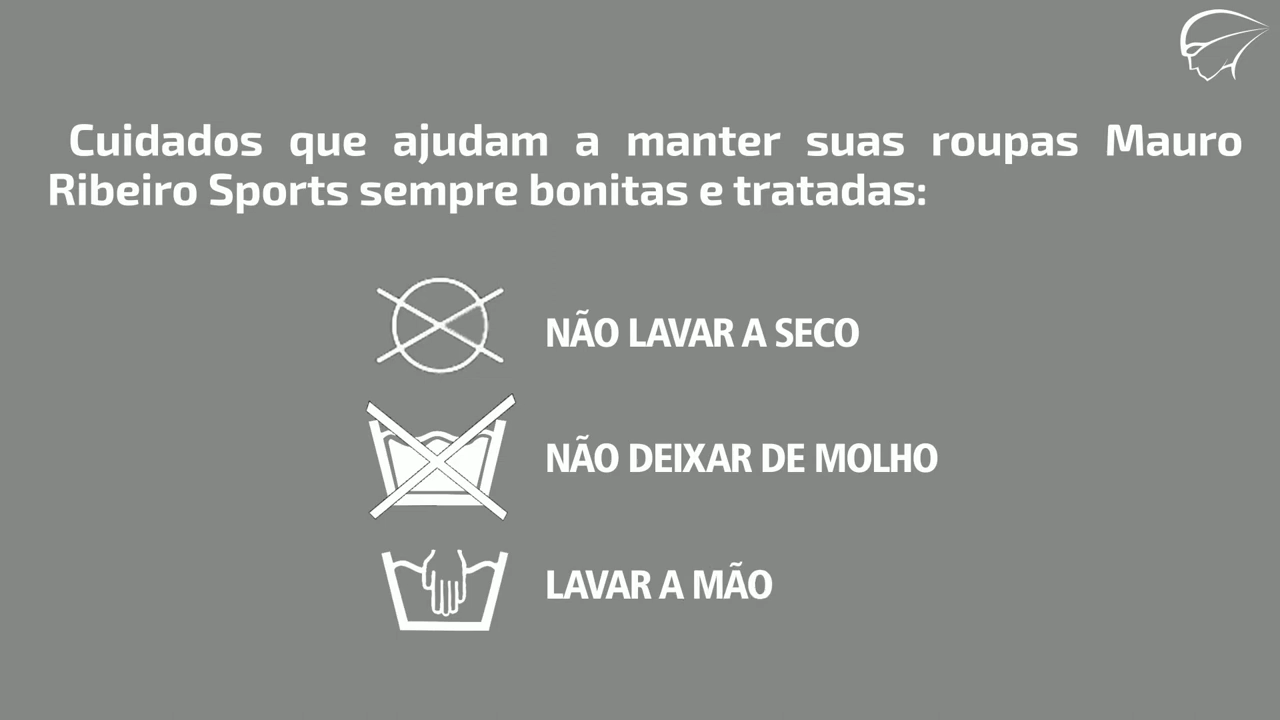 Cuidados que ajudam a manter suas roupas Mauro
Ribeiro Sports sempre bonitas e tratadas:
NÃO LAVAR A SECO
NÃO DEIXAR DE MOLHO
LAVAR A MÃO